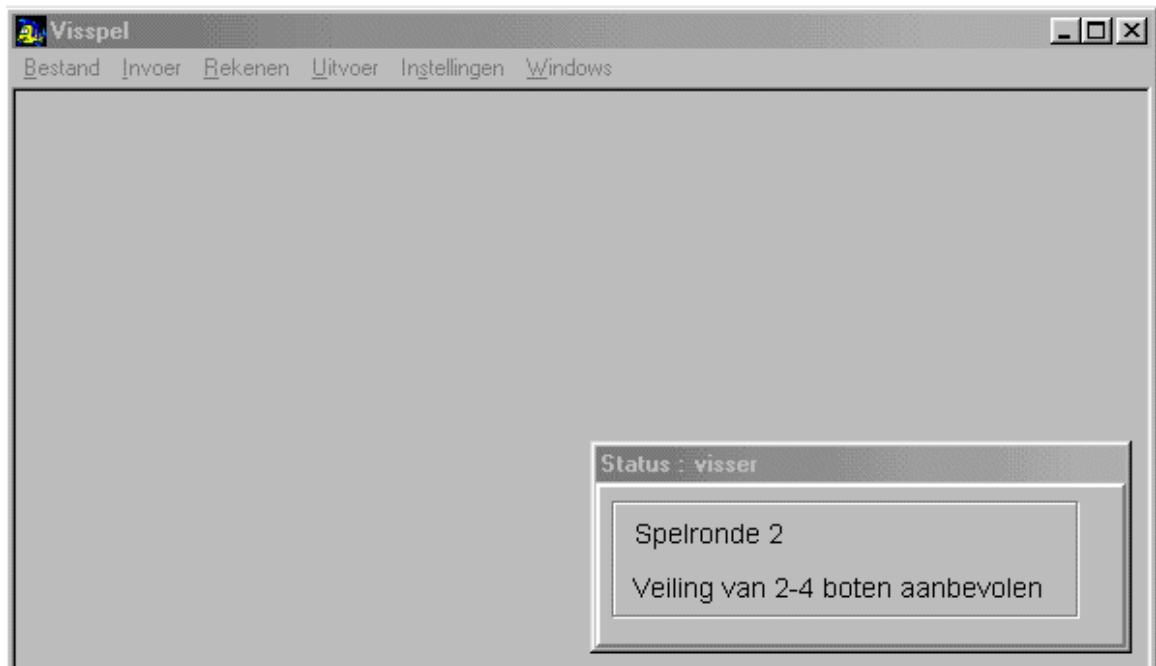 Visspel
Bestand Invoer Rekenen Uitvoer Instellingen Windows
Status : visser
Spelronde 2
Veiling van 2-4 boten aanbevolen